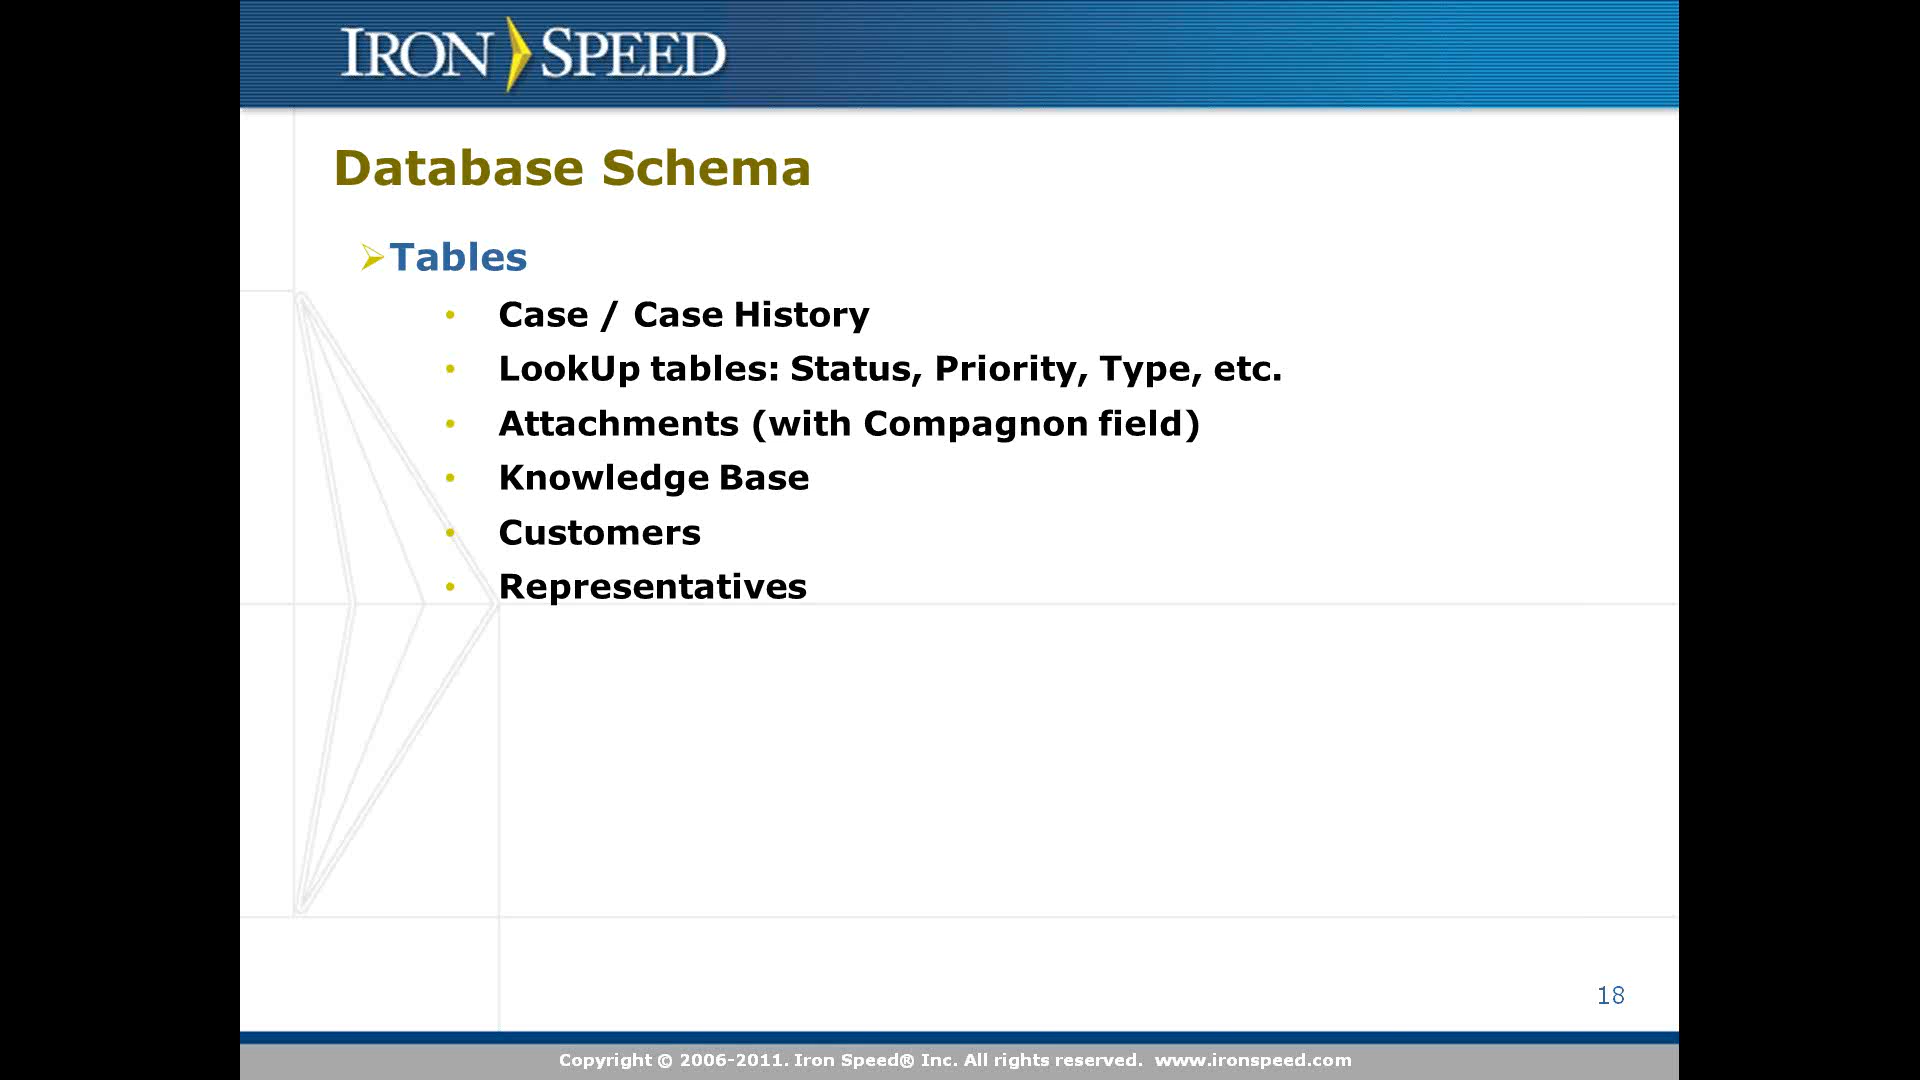 IRON SPEED
Database Schema
Tables
Case / Case History
LookUp tables: Status, Priority, Type, etc.
Attachments (with Compagnon field)
Knowledge Base
Customers
Representatives
18
Copyright © 2006-2011. Iron Speed® Inc. All rights reserved. www.ironspeed.com